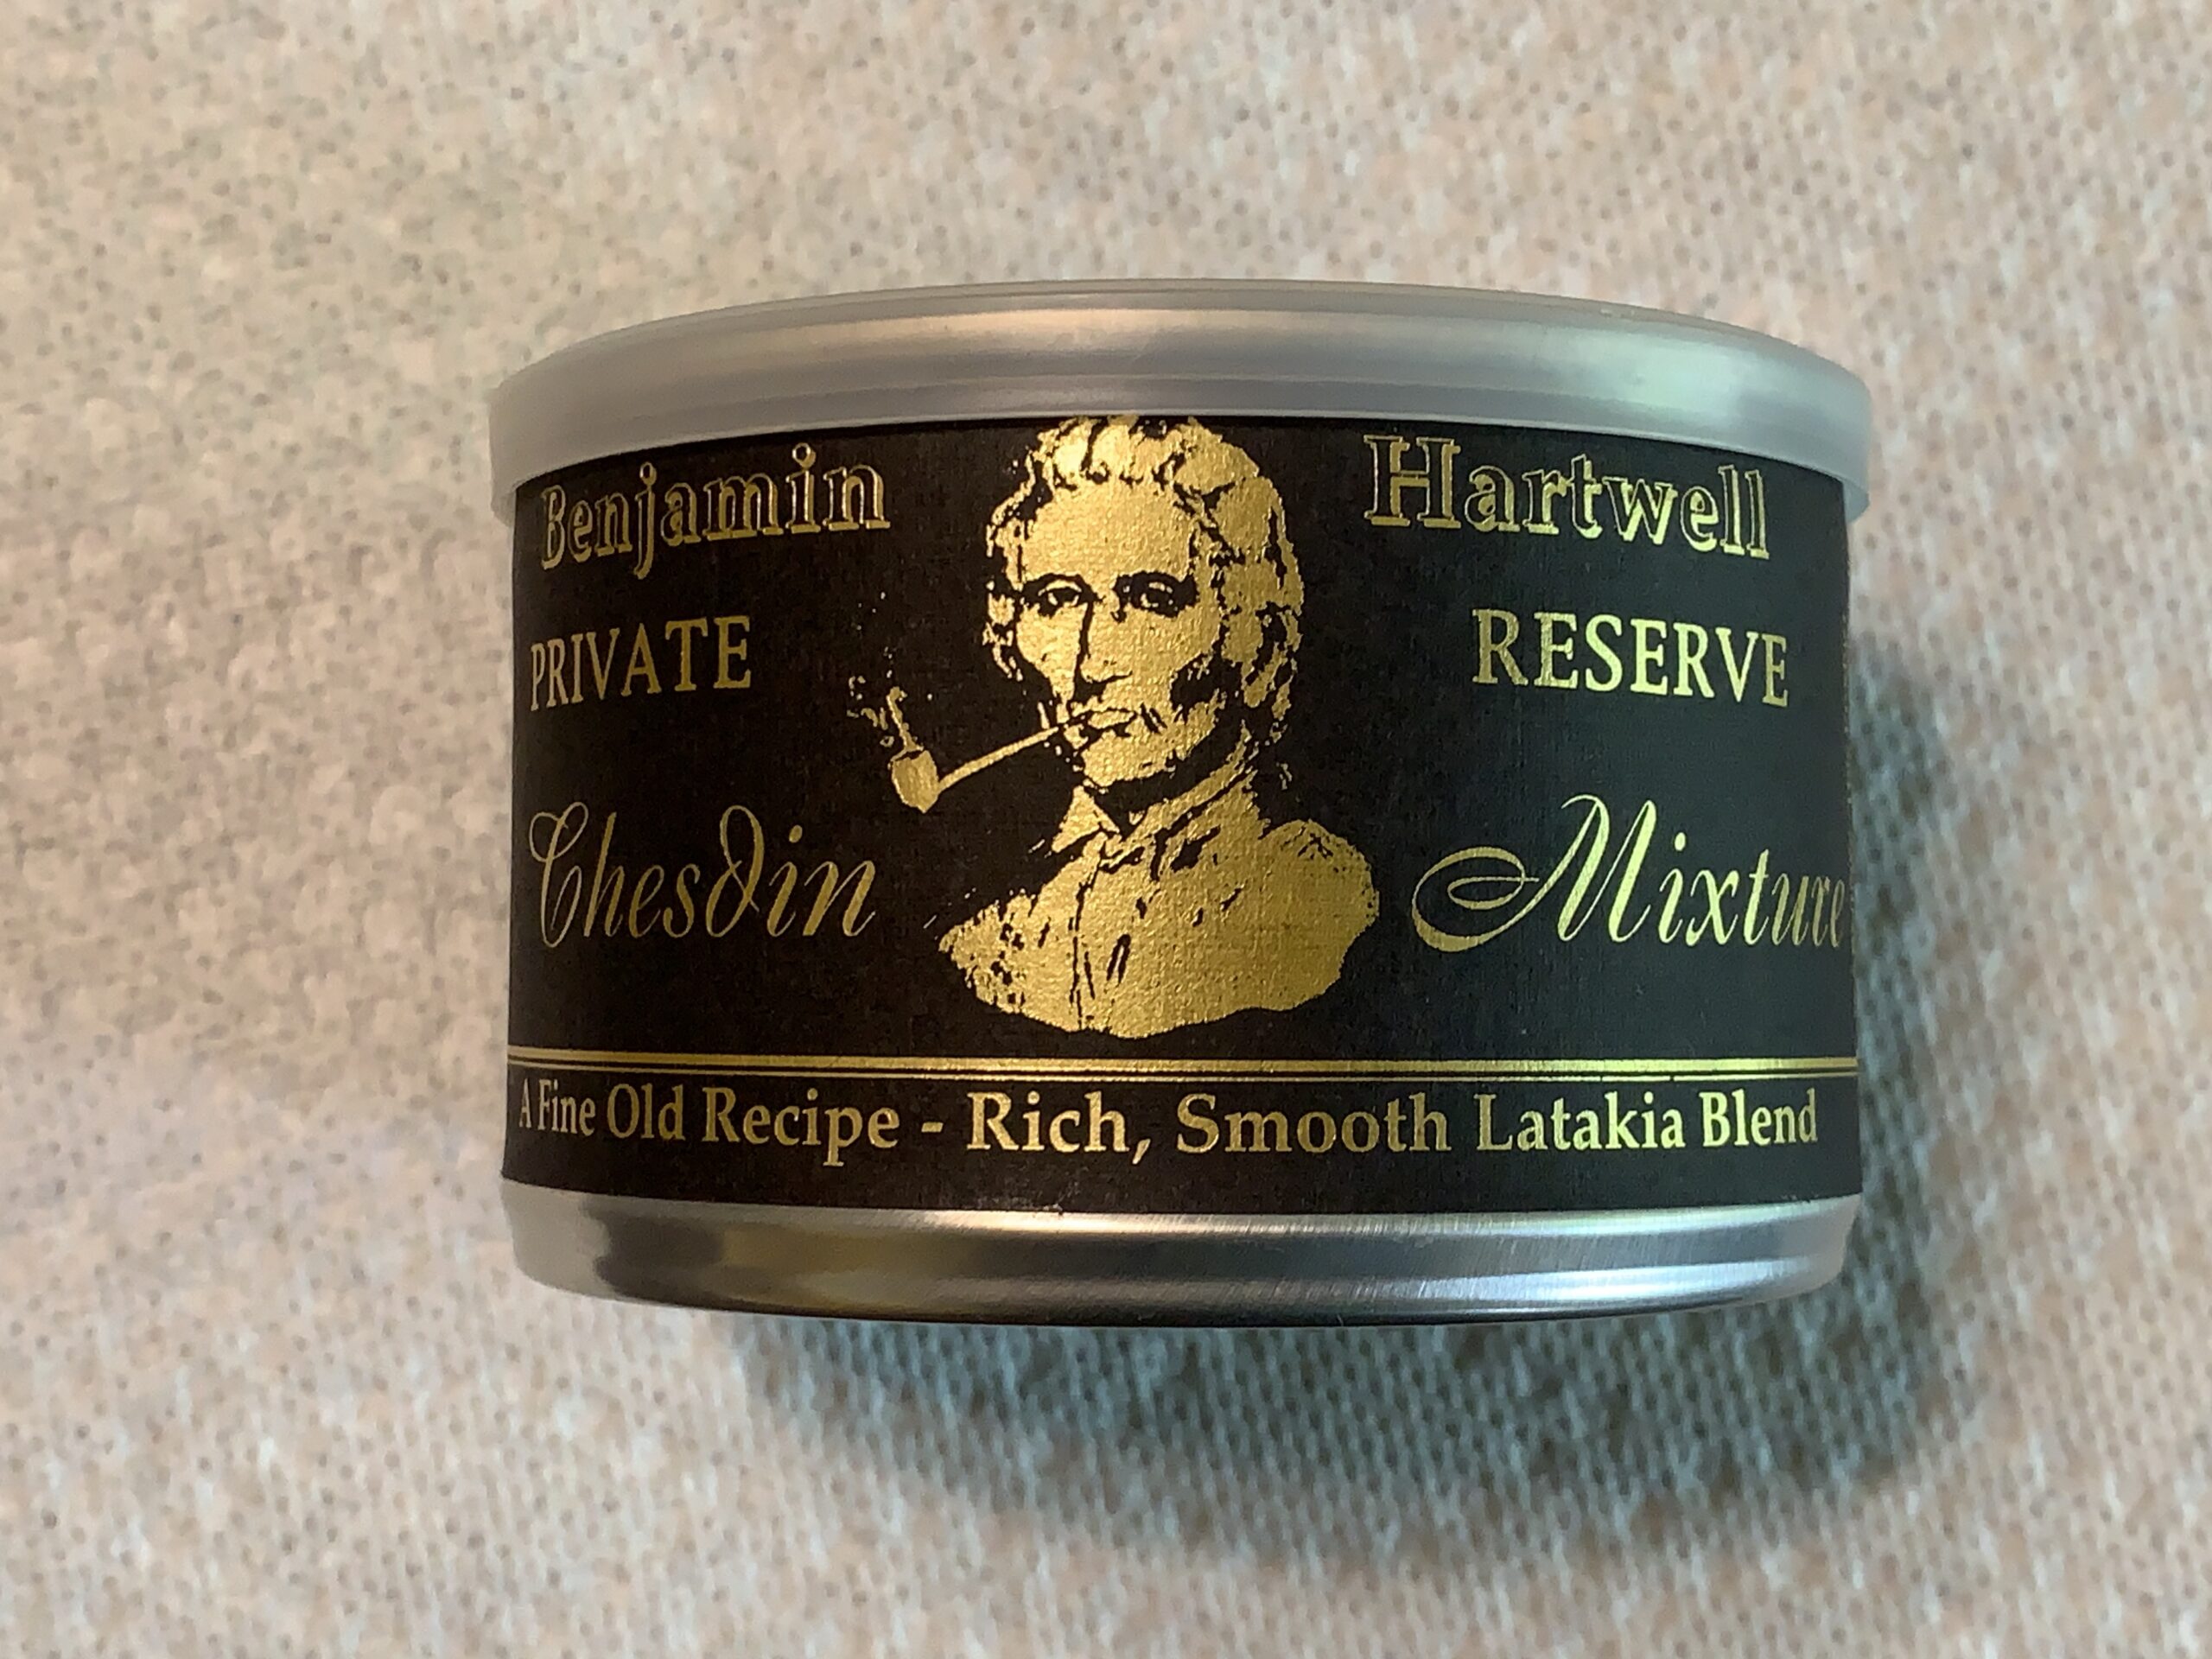 Benjamin Hartwell
PRIVATE RESERVE
Chesdin Mixture
A Fine Old Recipe - Rich, Smooth Latakia Blend